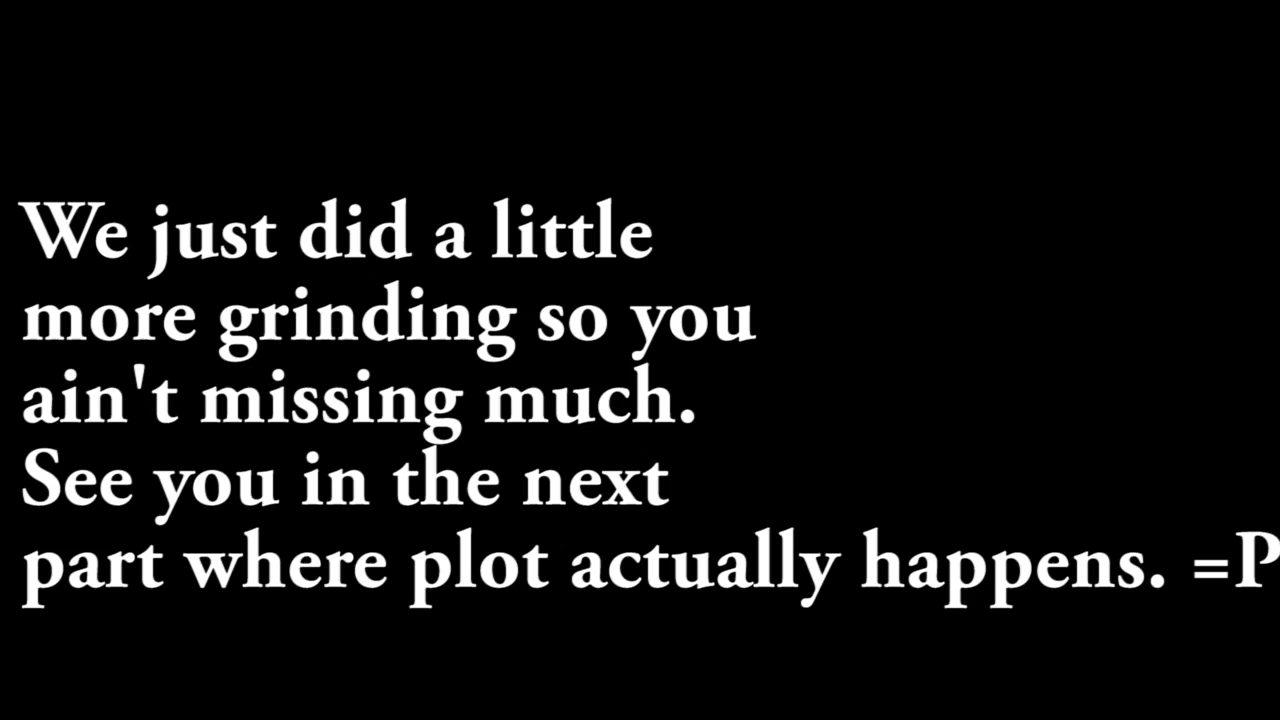 We just did a little
more grinding so you
ain't missing much.
See you in the next
part where plot actually happens. =P